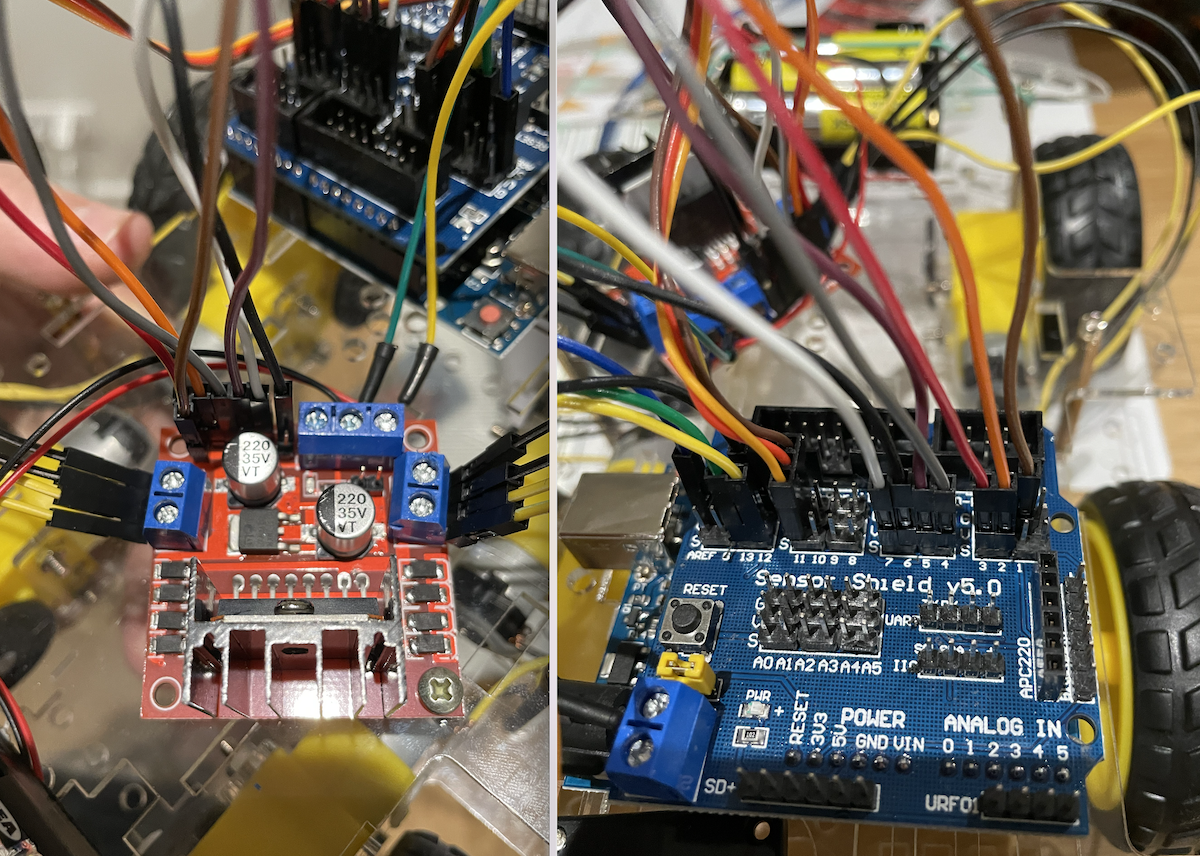 220
35V
VT
220
35V
VT
AREF 0 13 12
11 10 9 8
7 6 5 4
3 2 1
Sensor Shield v5.0
RESET
UART
A0 A1 A2 A3 A4 A5
APC220
PWR
+
RESET
3V3
5V
POWER
GND VIN
ANALOG IN
0 1 2 3 4 5
SD+
URF01